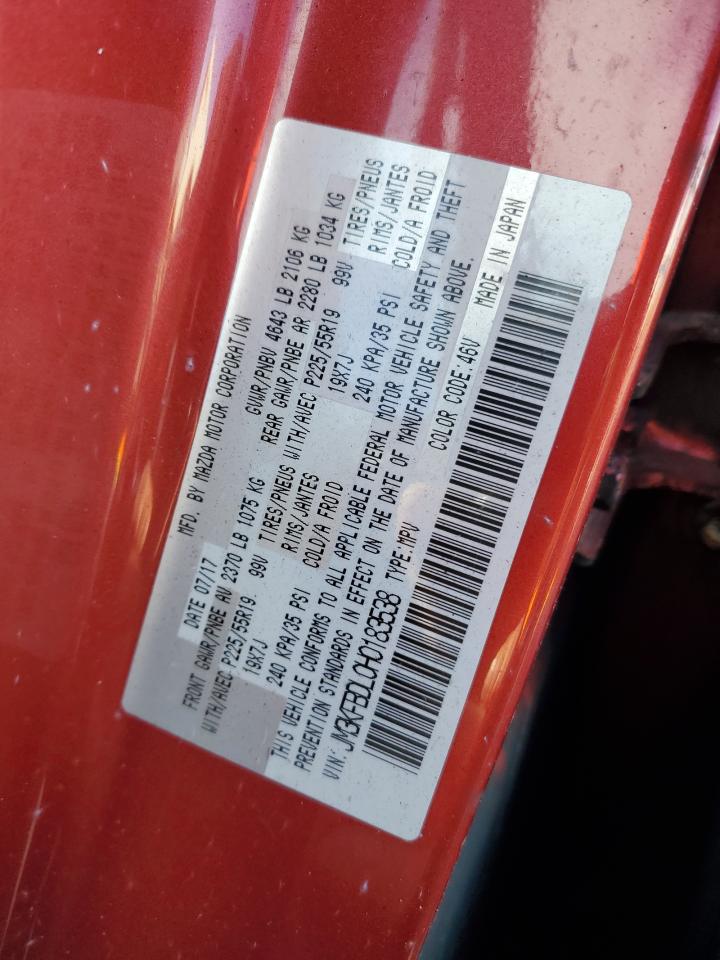 MFD. BY MAZDA MOTOR CORPORATION
DATE 07/17 GVWR/PNBV 4643 LB 2106 KG
FRONT GAWR/PNBE AV 2370 LB 1075 KG REAR GAWR/PNBE AR 2280 LB 1034 KG
WITH/AVEC P225/55R19 99V TIRES/PNEUS WITH/AVEC P225/55R19 99V TIRES/PNEUS
19X7J RIMS/JANTES 19X7J RIMS/JANTES
240 KPA/35 PSI COLD/A FROID 240 KPA/35 PSI COLD/A FROID
THIS VEHICLE CONFORMS TO ALL APPLICABLE FEDERAL MOTOR VEHICLE SAFETY AND THEFT
PREVENTION STANDARDS IN EFFECT ON THE DATE OF MANUFACTURE SHOWN ABOVE.
VIN: JM3KFBDL0H0183538 TYPE:MPV COLOR CODE:46V MADE IN JAPAN